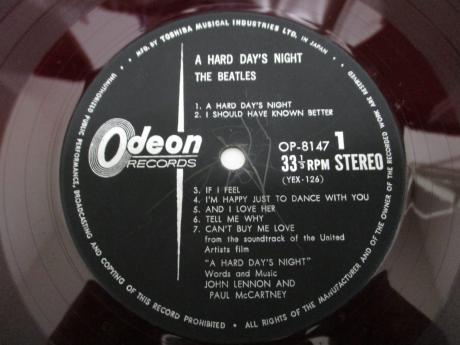 MFG. BY TOSHIBA MUSICAL INDUSTRIES LTD. IN JAPAN
A HARD DAY'S NIGHT
THE BEATLES
1. A HARD DAY'S NIGHT
2. I SHOULD HAVE KNOWN BETTER
Odeon
RECORDS
OP-8147 1
33⅓ RPM STEREO
(YEX-126)
3. IF I FEEL
4. I'M HAPPY JUST TO DANCE WITH YOU
5. AND I LOVE HER
6. TELL ME WHY
7. CAN'T BUY ME LOVE
from the soundtrack of the United
Artists film
"A HARD DAY'S NIGHT"
Words and Music
JOHN LENNON AND
PAUL McCARTNEY
UNAUTHORIZED PUBLIC PERFORMANCE, BROADCASTING AND COPYING OF THIS RECORD PROHIBITED • ALL RIGHTS OF THE MANUFACTURER AND OF THE OWNER OF THE RECORDED WORK ARE RESERVED